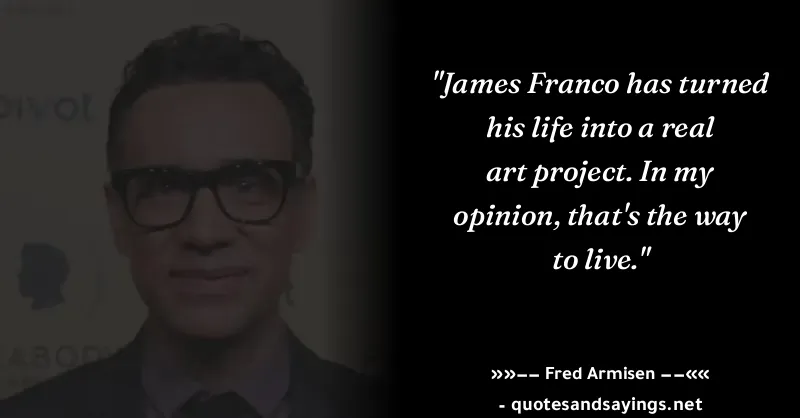 pivot
"James Franco has turned
his life into a real
art project. In my
opinion, that's the way
to live."
»»−− Fred Armisen −−««
- quotesandsayings.net